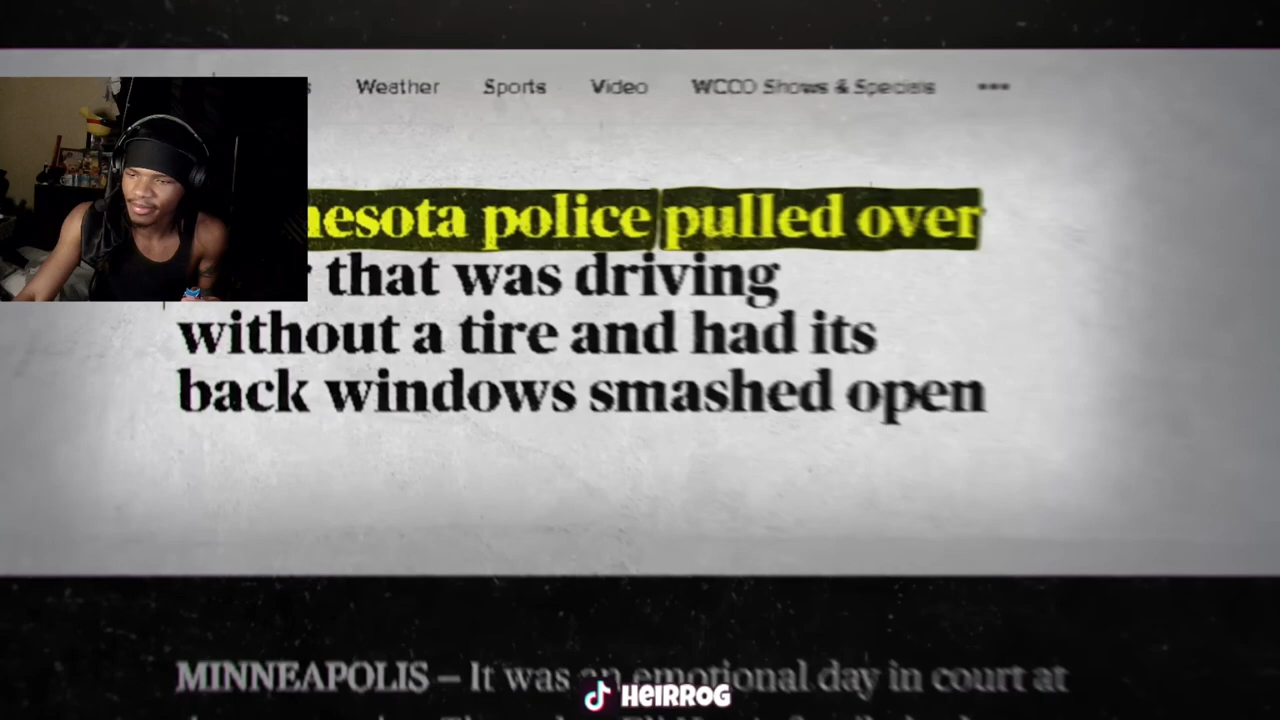 Weather Sports Video WCCO Shows & Specials •••
nesota police pulled over
that was driving
without a tire and had its
back windows smashed open
MINNEAPOLIS – It was an emotional day in court at
HEIRROG